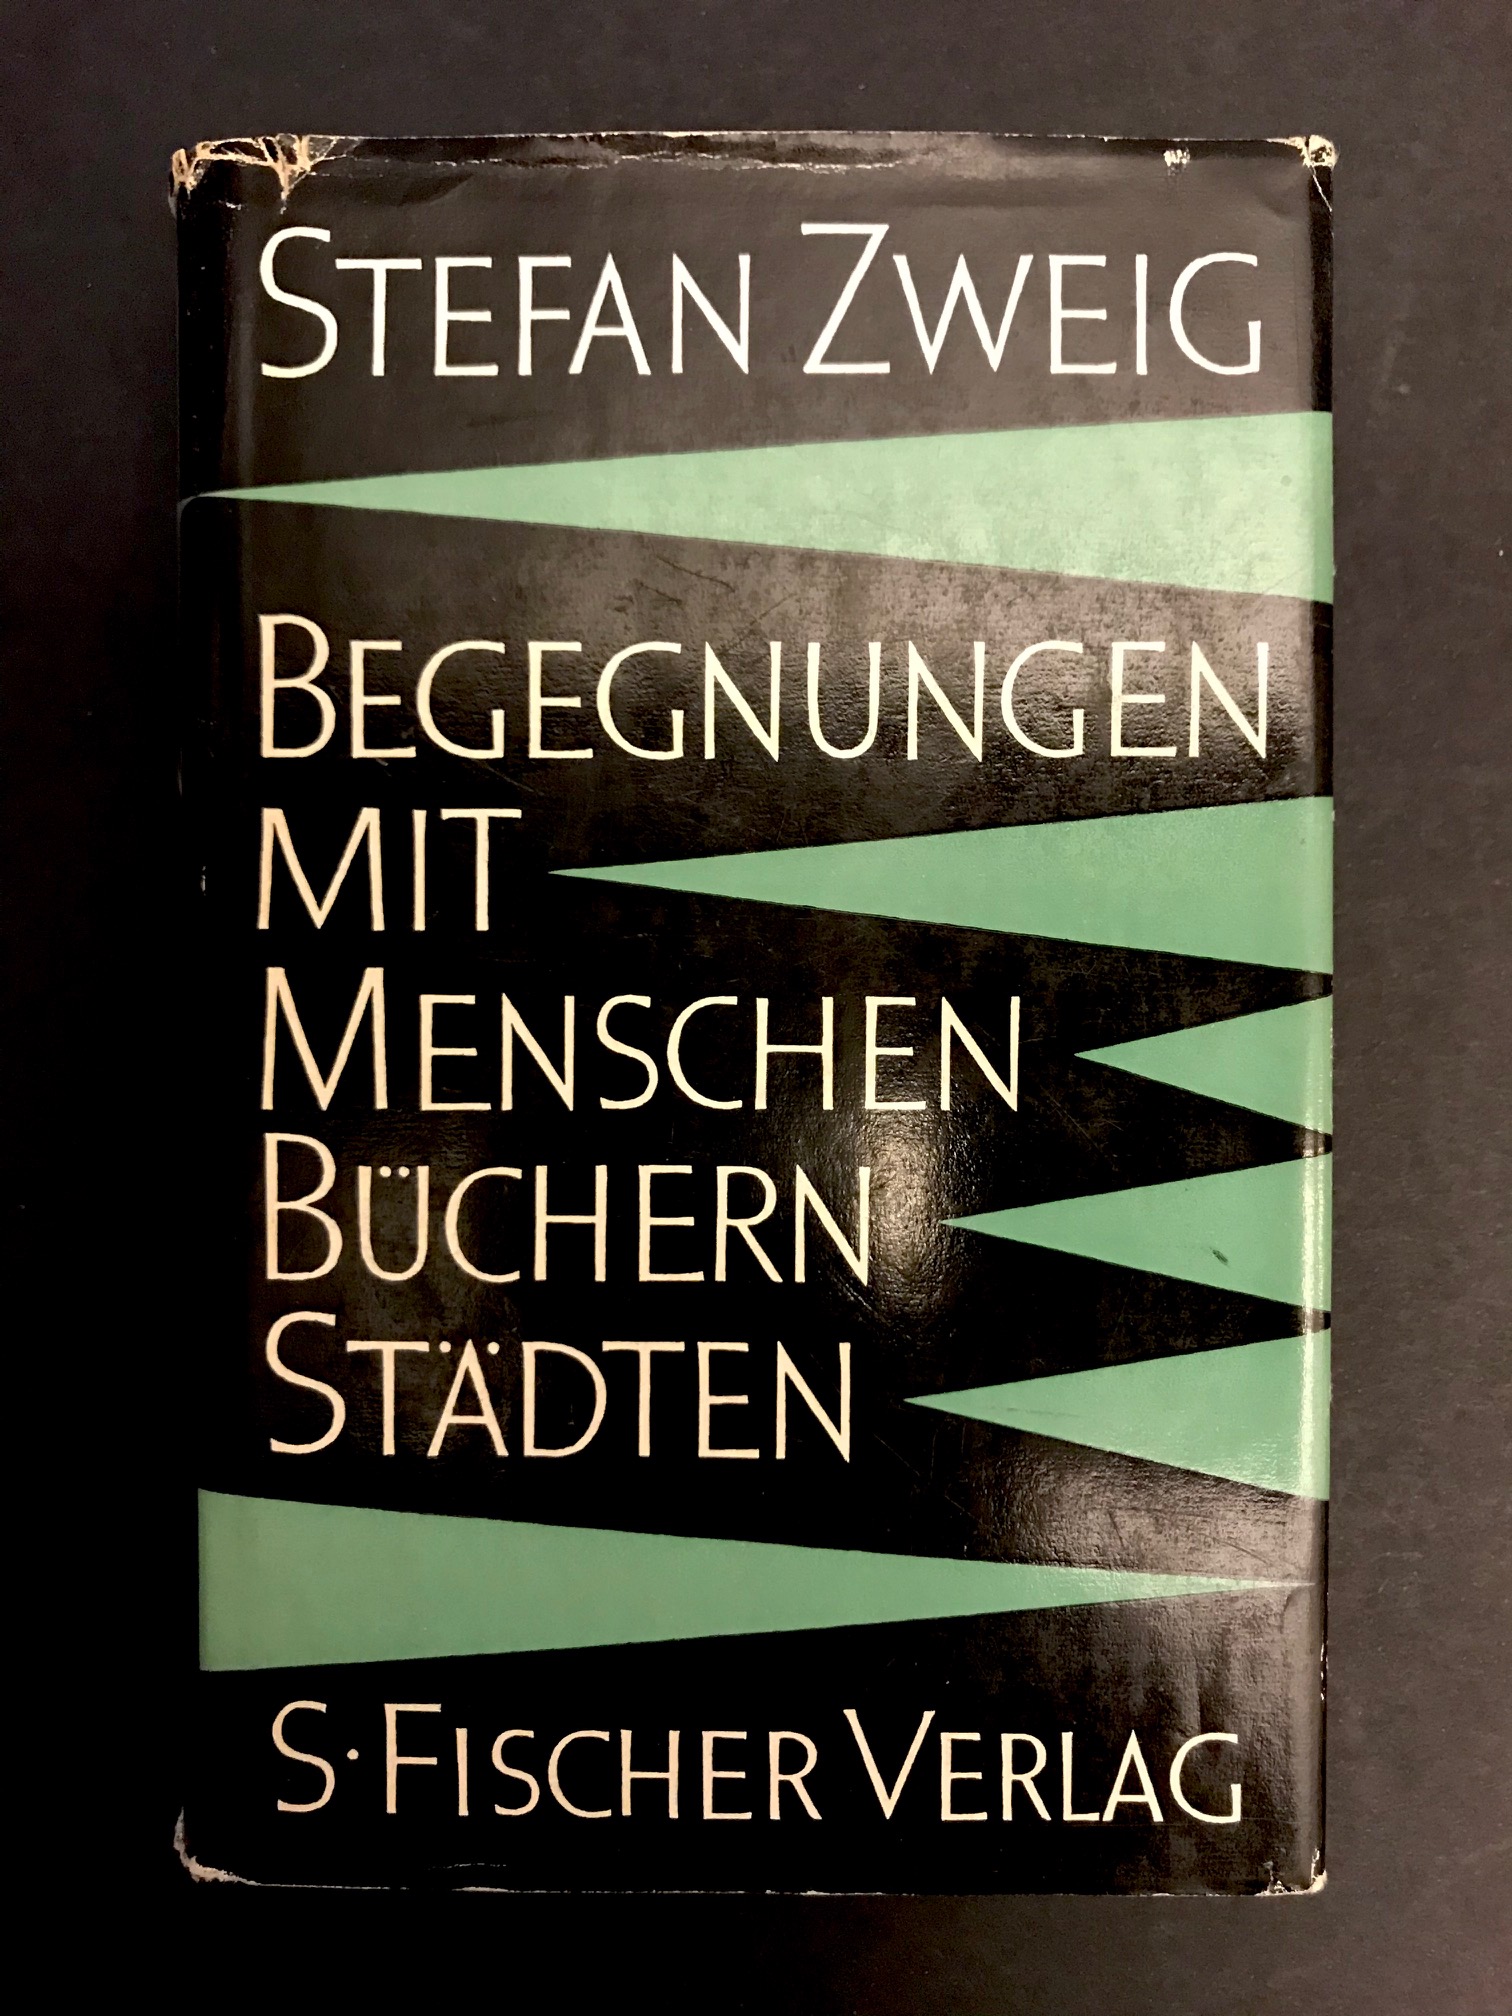 STEFAN ZWEIG
BEGEGNUNGEN
MIT
MENSCHEN
BÜCHERN
STÄDTEN
S·FISCHER VERLAG